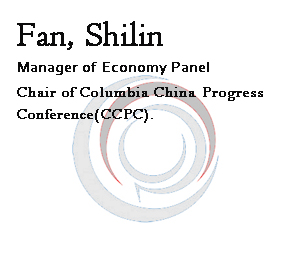 Fan, Shilin
Manager of Economy Panel
Chair of Columbia China Progress
Conference(CCPC).